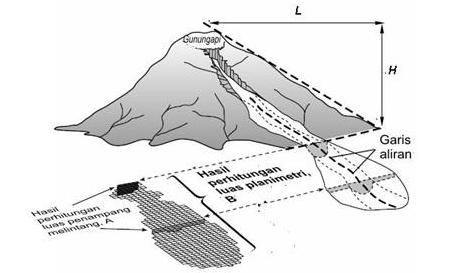 L
Gunungapi
H
Garis
aliran
Hasil
perhitungan
luas planimetri,
B
Hasil
perhitungan
luas penampang
melintang, A